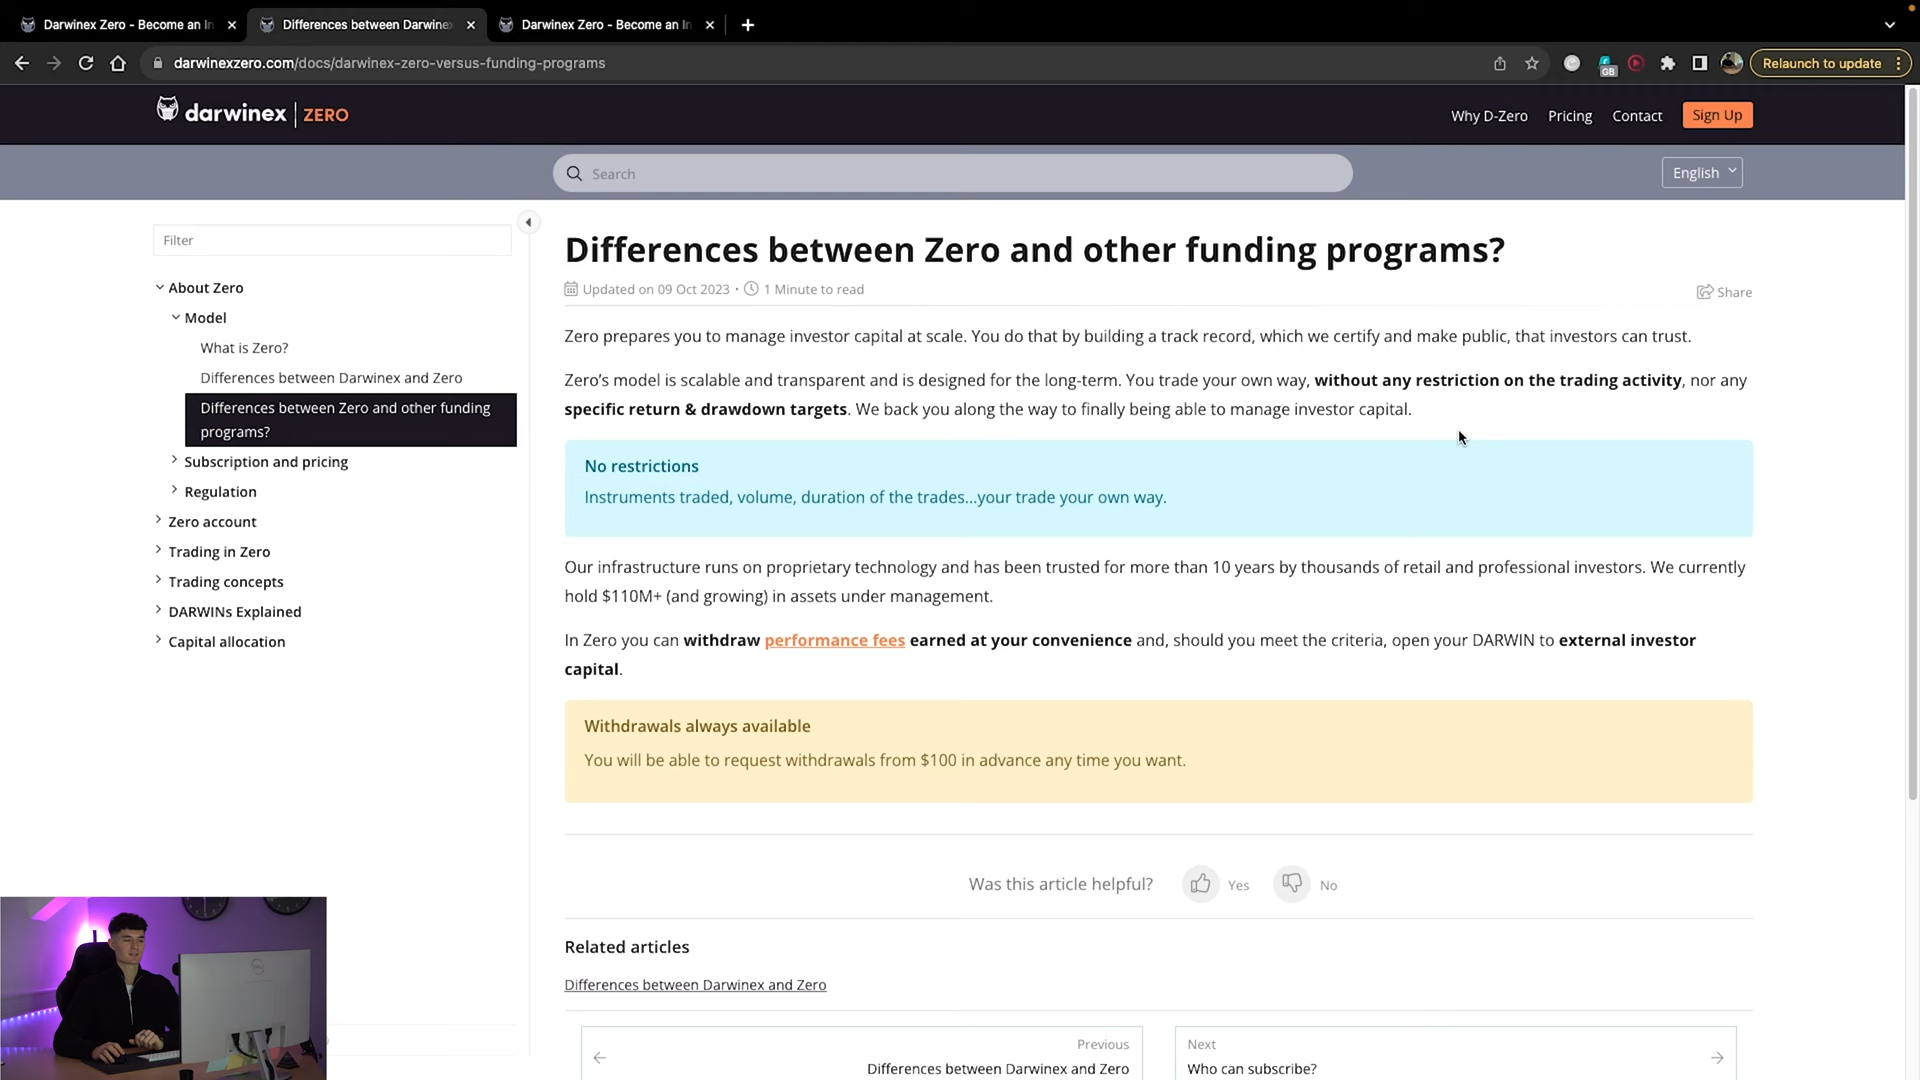 Darwinex Zero - Become an In
Differences between Darwinex
Darwinex Zero - Become an In
darwinexzero.com/docs/darwinex-zero-versus-funding-programs
GB
Relaunch to update
darwinex | ZERO
Why D-Zero
Pricing
Contact
Sign Up
Search
English
Filter
About Zero
Model
What is Zero?
Differences between Darwinex and Zero
Differences between Zero and other funding
programs?
Subscription and pricing
Regulation
Zero account
Trading in Zero
Trading concepts
DARWINs Explained
Capital allocation
Differences between Zero and other funding programs?
Updated on 09 Oct 2023 • 1 Minute to read
Share
Zero prepares you to manage investor capital at scale. You do that by building a track record, which we certify and make public, that investors can trust.
Zero's model is scalable and transparent and is designed for the long-term. You trade your own way, without any restriction on the trading activity, nor any
specific return & drawdown targets. We back you along the way to finally being able to manage investor capital.
No restrictions
Instruments traded, volume, duration of the trades...your trade your own way.
Our infrastructure runs on proprietary technology and has been trusted for more than 10 years by thousands of retail and professional investors. We currently
hold $110M+ (and growing) in assets under management.
In Zero you can withdraw performance fees earned at your convenience and, should you meet the criteria, open your DARWIN to external investor
capital.
Withdrawals always available
You will be able to request withdrawals from $100 in advance any time you want.
Was this article helpful?
Yes
No
Related articles
Differences between Darwinex and Zero
Previous
Differences between Darwinex and Zero
Next
Who can subscribe?